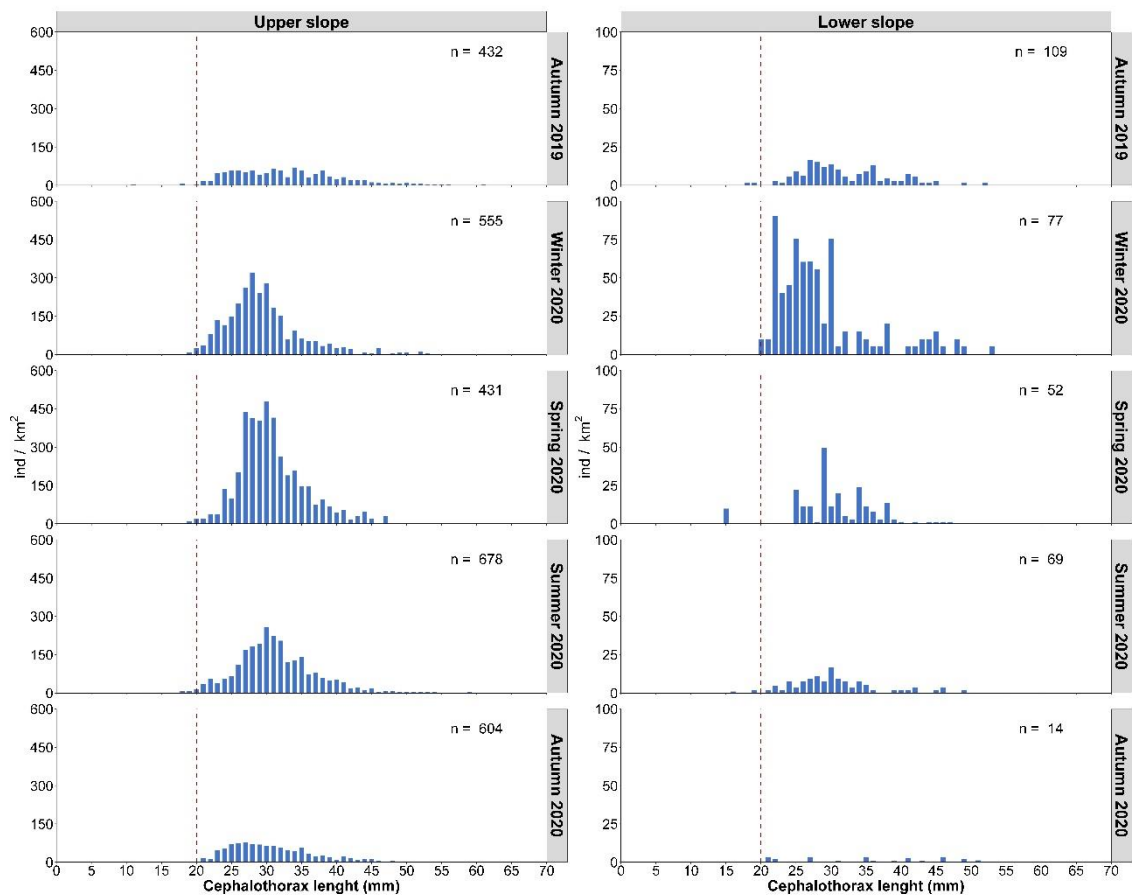 Upper slope
600
450
300
150
0
n = 432
Autumn 2019
600
450
300
150
0
n = 555
Winter 2020
600
450
300
150
0
n = 431
Spring 2020
ind / km²
600
450
300
150
0
n = 678
Summer 2020
600
450
300
150
0
n = 604
Autumn 2020
0 5 10 15 20 25 30 35 40 45 50 55 60 65 70
Cephalothorax lenght (mm)
Lower slope
100
75
50
25
0
n = 109
Autumn 2019
100
75
50
25
0
n = 77
Winter 2020
100
75
50
25
0
n = 52
Spring 2020
ind / km²
100
75
50
25
0
n = 69
Summer 2020
100
75
50
25
0
n = 14
Autumn 2020
0 5 10 15 20 25 30 35 40 45 50 55 60 65 70
Cephalothorax lenght (mm)